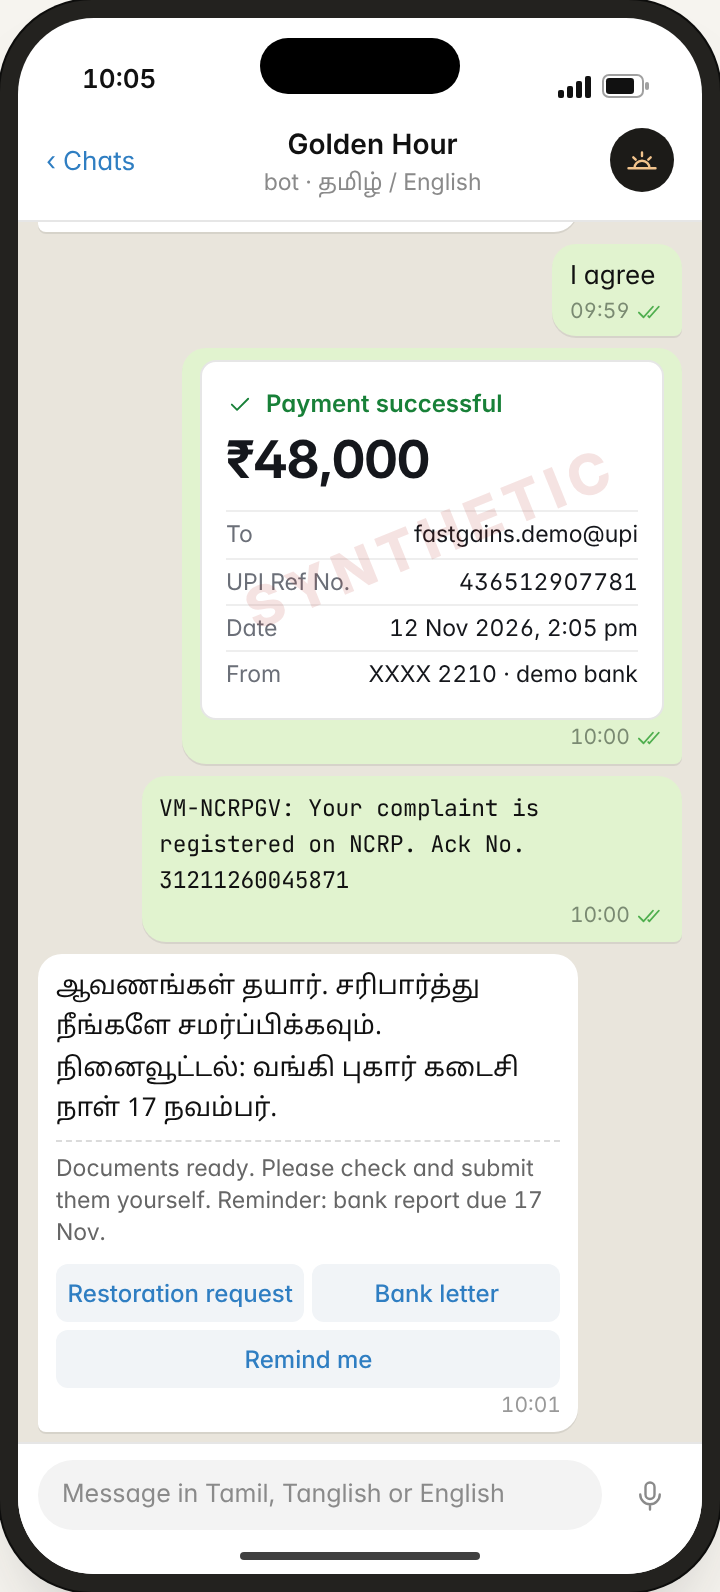 10:05
‹ Chats
Golden Hour
bot · தமிழ் / English
I agree
09:59
Payment successful
₹48,000
SYNTHETIC
To fastgains.demo@upi
UPI Ref No. 436512907781
Date 12 Nov 2026, 2:05 pm
From XXXX 2210 · demo bank
10:00
VM-NCRPGV: Your complaint is
registered on NCRP. Ack No.
31211260045871
10:00
ஆவணங்கள் தயார். சரிபார்த்து
நீங்களே சமர்ப்பிக்கவும்.
நினைவூட்டல்: வங்கி புகார் கடைசி
நாள் 17 நவம்பர்.
Documents ready. Please check and submit
them yourself. Reminder: bank report due 17
Nov.
Restoration request Bank letter
Remind me
10:01
Message in Tamil, Tanglish or English